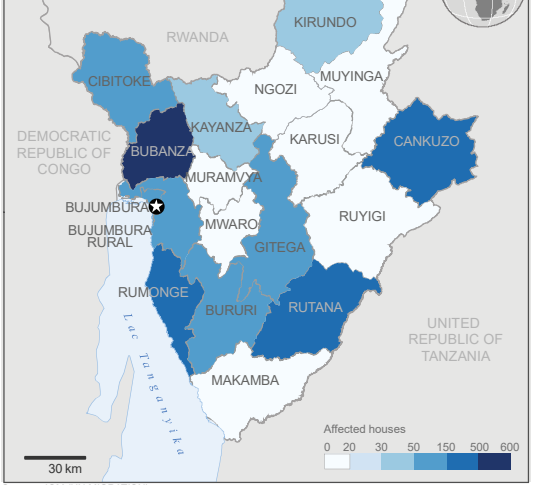 KIRUNDO
RWANDA
MUYINGA
CIBITOKE
NGOZI
KAYANZA
DEMOCRATIC
REPUBLIC OF
CONGO
BUBANZA
KARUSI
CANKUZO
MURAMVYA
BUJUMBURA
RUYIGI
MWARO
BUJUMBURA
RURAL
GITEGA
RUMONGE
BURURI
RUTANA
Lac Tanganyika
UNITED
REPUBLIC OF
TANZANIA
MAKAMBA
Affected houses
0 20 30 50 150 500 600
30 km